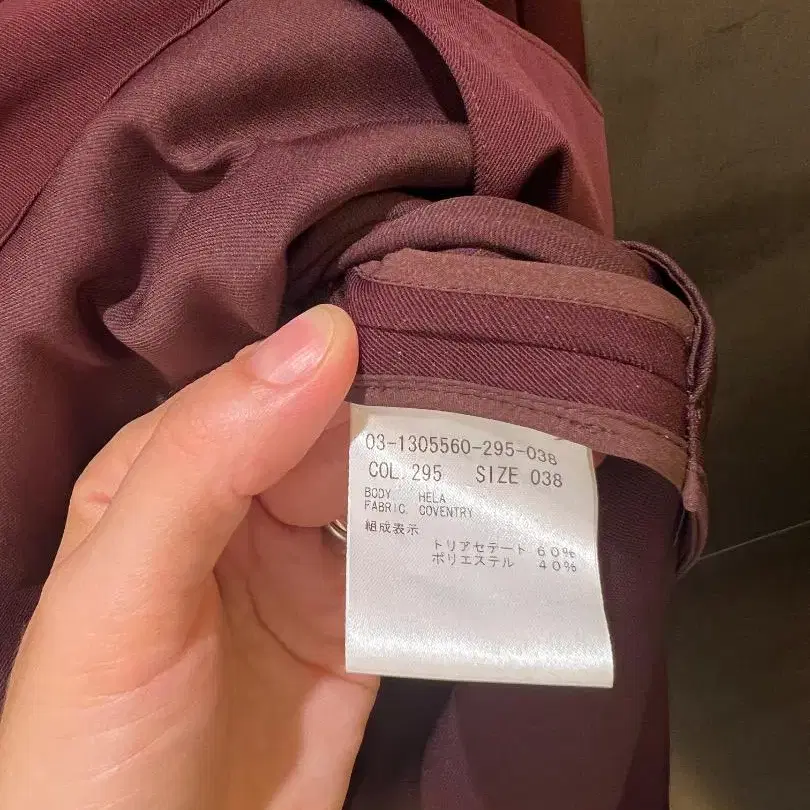 03-1305560-295-038
COL. 295 SIZE 038
BODY HELA
FABRIC COVENTRY
組成表示
トリアセテート 60%
ポリエステル 40%